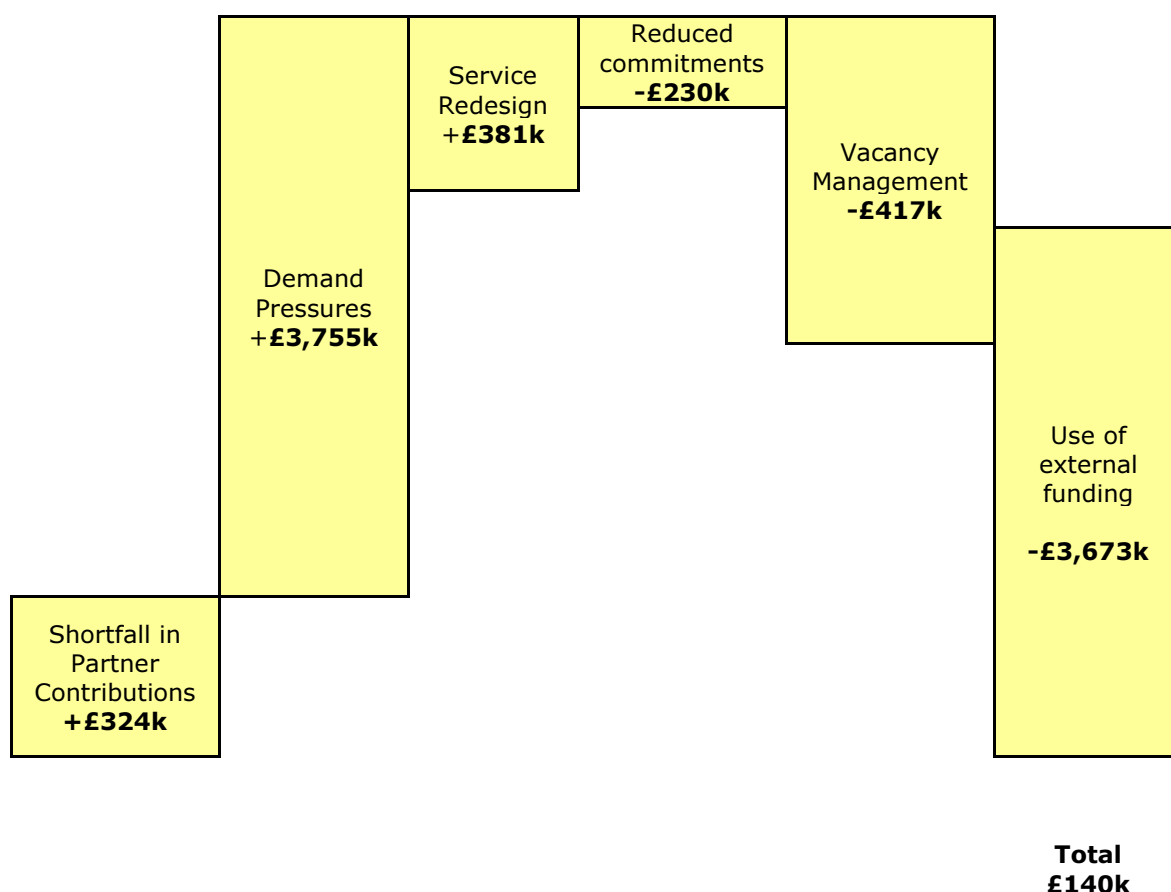 Shortfall in
Partner
Contributions
+£324k
Demand
Pressures
+£3,755k
Service
Redesign
+£381k
Reduced
commitments
-£230k
Vacancy
Management
-£417k
Use of
external
funding
-£3,673k
Total
£140k